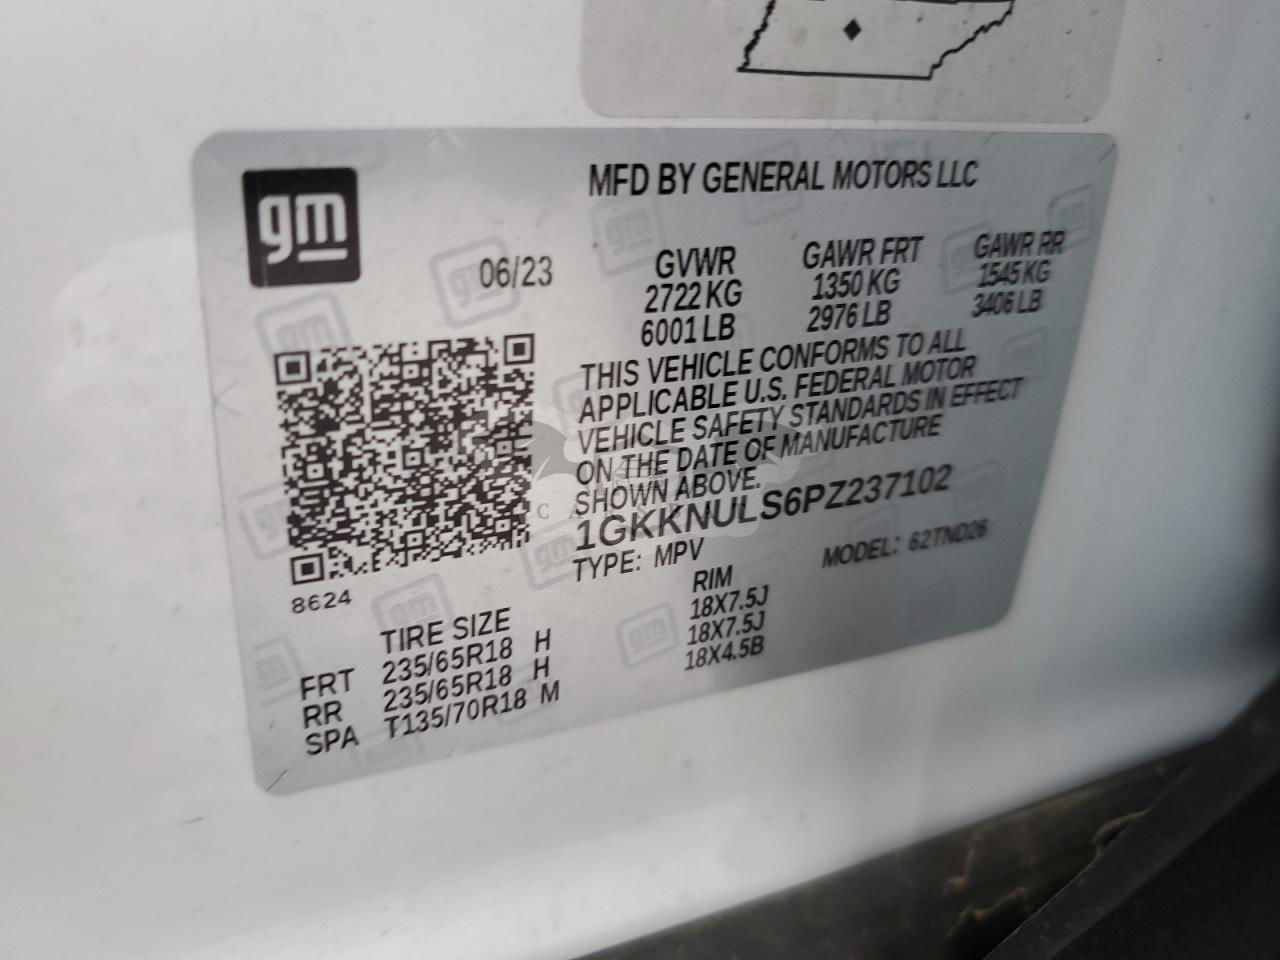 gm
MFD BY GENERAL MOTORS LLC
06/23
GVWR GAWR FRT GAWR RR
2722 KG 1350 KG 1545 KG
6001 LB 2976 LB 3406 LB
THIS VEHICLE CONFORMS TO ALL
APPLICABLE U.S. FEDERAL MOTOR
VEHICLE SAFETY STANDARDS IN EFFECT
ON THE DATE OF MANUFACTURE
SHOWN ABOVE.
1GKKNULS6PZ237102
TYPE: MPV MODEL: 62TND26
8624
TIRE SIZE RIM
FRT 235/65R18 H 18X7.5J
RR 235/65R18 H 18X7.5J
SPA T135/70R18 M 18X4.5B